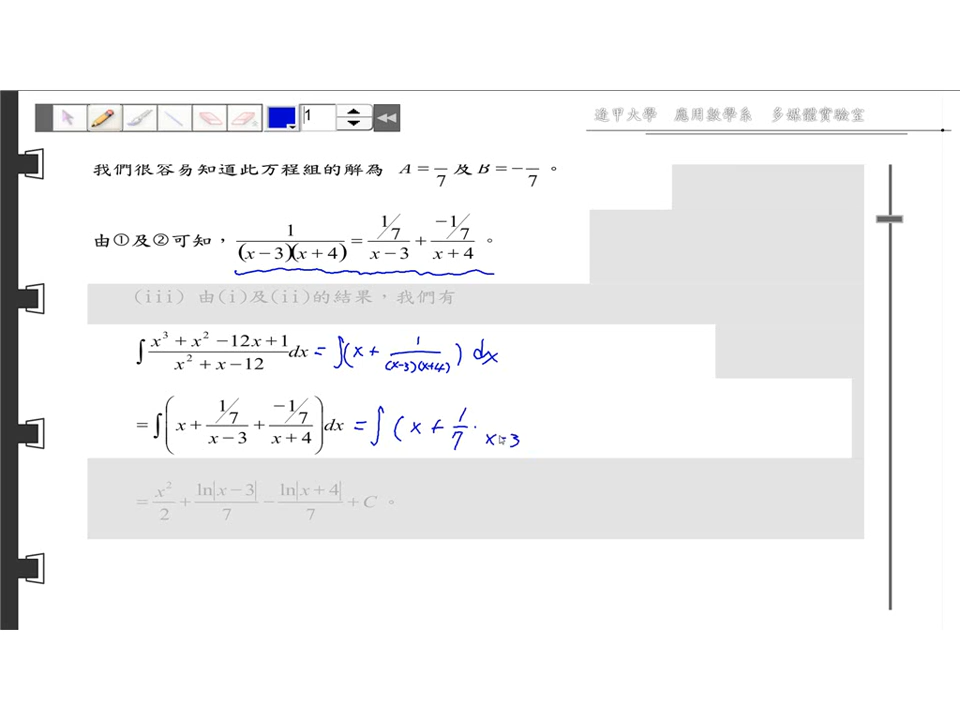 1
逢甲大學 應用數學系 多媒體實驗室
我們很容易知道此方程組的解為 A = ─/7 及 B = − ─/7 。
由①及②可知, 1/((x−3)(x+4)) = (1/7)/(x−3) + (−1/7)/(x+4) 。
(iii) 由(i)及(ii)的結果,我們有
∫ (x³ + x² −12x+1)/(x² + x −12) dx = ∫(x + 1/((x-3)(x+4))) dx
= ∫ ( x + (1/7)/(x−3) + (−1/7)/(x+4) ) dx = ∫ ( x + 1/7 · x-3
= x²/2 + ln|x−3|/7 − ln|x+4|/7 + C 。